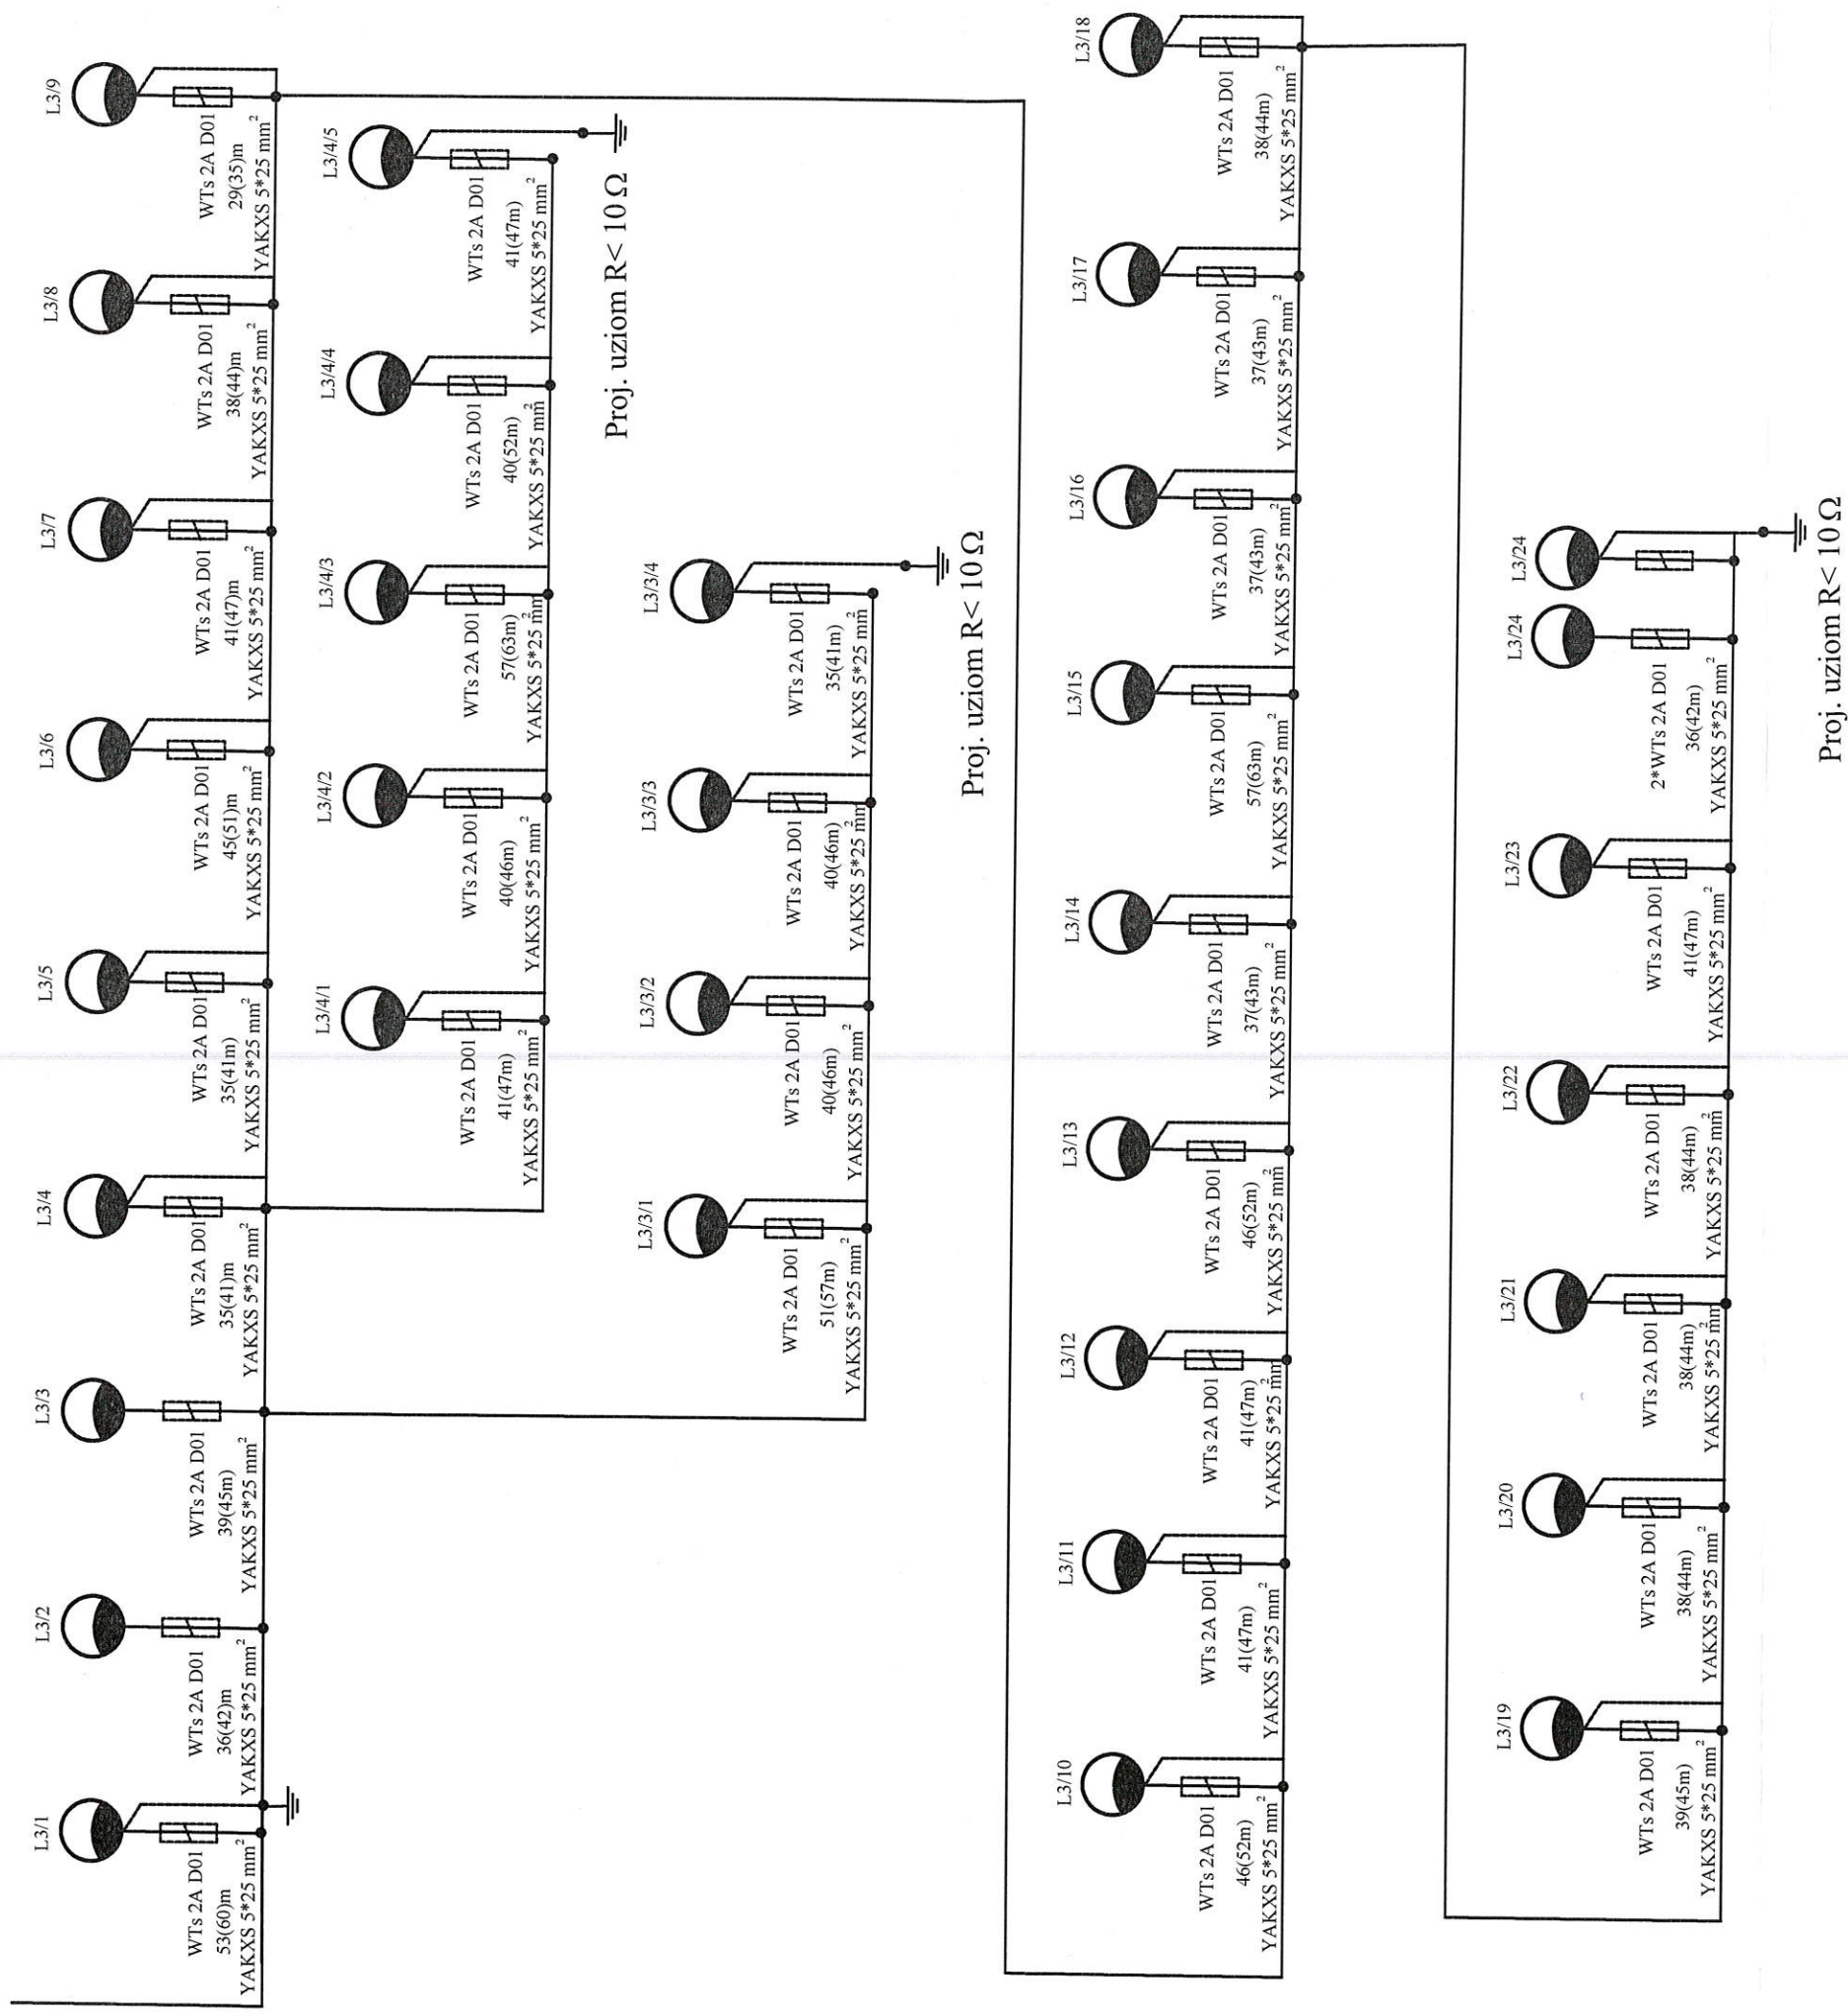 L3/1
WTs 2A D01
53(60)m
YAKXS 5*25 mm²
L3/2
WTs 2A D01
36(42)m
YAKXS 5*25 mm²
L3/3
WTs 2A D01
39(45m)
YAKXS 5*25 mm²
L3/4
WTs 2A D01
35(41)m
YAKXS 5*25 mm²
L3/5
WTs 2A D01
35(41m)
YAKXS 5*25 mm²
L3/6
WTs 2A D01
45(51)m
YAKXS 5*25 mm²
L3/7
WTs 2A D01
41(47)m
YAKXS 5*25 mm²
L3/8
WTs 2A D01
38(44)m
YAKXS 5*25 mm²
L3/9
WTs 2A D01
29(35)m
YAKXS 5*25 mm²
L3/4/1
WTs 2A D01
41(47m)
YAKXS 5*25 mm²
L3/4/2
WTs 2A D01
40(46m)
YAKXS 5*25 mm²
L3/4/3
WTs 2A D01
57(63m)
YAKXS 5*25 mm²
L3/4/4
WTs 2A D01
40(52m)
YAKXS 5*25 mm²
L3/4/5
WTs 2A D01
41(47m)
YAKXS 5*25 mm²
Proj. uziom R< 10 Ω
L3/3/1
WTs 2A D01
51(57m)
YAKXS 5*25 mm²
L3/3/2
WTs 2A D01
40(46m)
YAKXS 5*25 mm²
L3/3/3
WTs 2A D01
40(46m)
YAKXS 5*25 mm²
L3/3/4
WTs 2A D01
35(41m)
YAKXS 5*25 mm²
Proj. uziom R< 10 Ω
L3/10
WTs 2A D01
46(52m)
YAKXS 5*25 mm²
L3/11
WTs 2A D01
41(47m)
YAKXS 5*25 mm²
L3/12
WTs 2A D01
41(47m)
YAKXS 5*25 mm²
L3/13
WTs 2A D01
46(52m)
YAKXS 5*25 mm²
L3/14
WTs 2A D01
37(43m)
YAKXS 5*25 mm²
L3/15
WTs 2A D01
57(63m)
YAKXS 5*25 mm²
L3/16
WTs 2A D01
37(43m)
YAKXS 5*25 mm²
L3/17
WTs 2A D01
37(43m)
YAKXS 5*25 mm²
L3/18
WTs 2A D01
38(44m)
YAKXS 5*25 mm²
L3/19
WTs 2A D01
39(45m)
YAKXS 5*25 mm²
L3/20
WTs 2A D01
38(44m)
YAKXS 5*25 mm²
L3/21
WTs 2A D01
38(44m)
YAKXS 5*25 mm²
L3/22
WTs 2A D01
38(44m)
YAKXS 5*25 mm²
L3/23
WTs 2A D01
41(47m)
YAKXS 5*25 mm²
L3/24
L3/24
2*WTs 2A D01
36(42m)
YAKXS 5*25 mm²
Proj. uziom R< 10 Ω